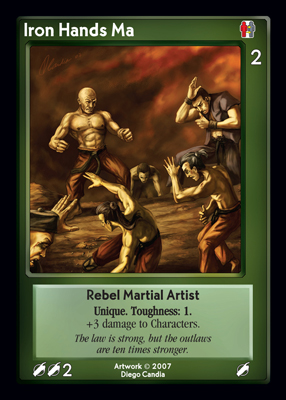 Iron Hands Ma
2
Rebel Martial Artist
Unique. Toughness: 1.
+3 damage to Characters.
The law is strong, but the outlaws
are ten times stronger.
2
Artwork © 2007
Diego Candia